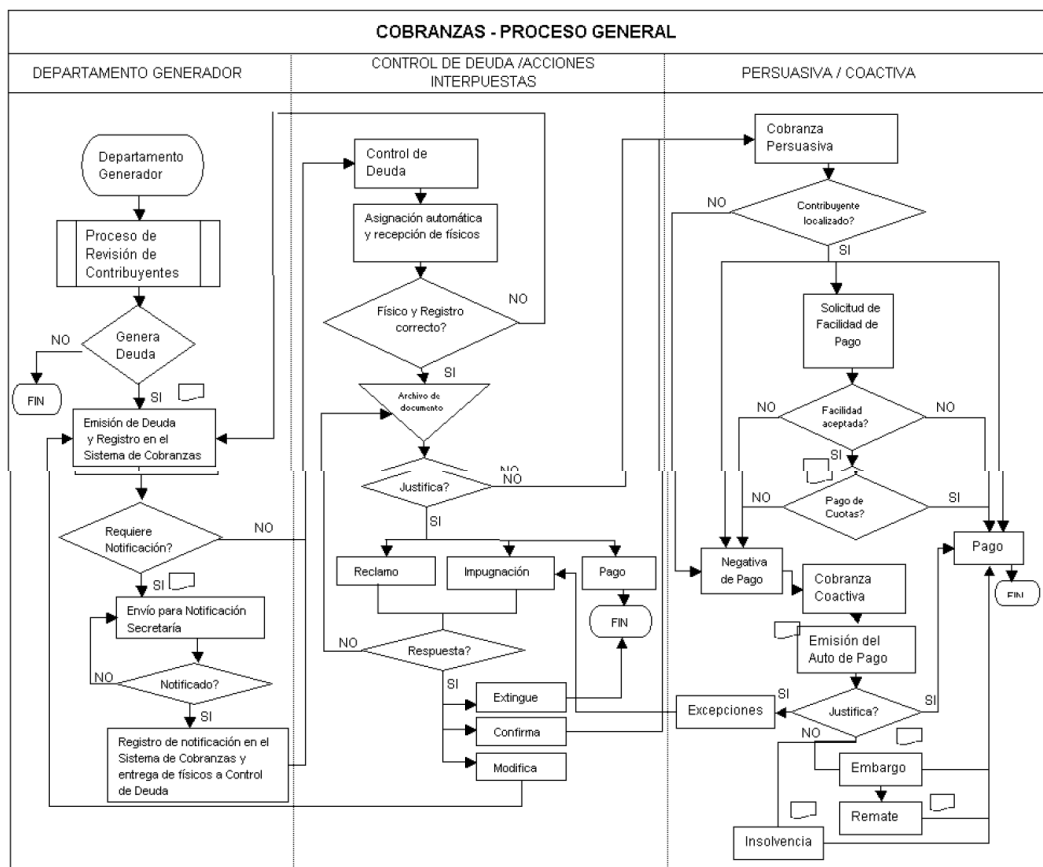 COBRANZAS - PROCESO GENERAL
DEPARTAMENTO GENERADOR
CONTROL DE DEUDA /ACCIONES
INTERPUESTAS
PERSUASIVA / COACTIVA
Departamento
Generador
Proceso de
Revisión de
Contribuyentes
Genera
Deuda
NO
FIN
SI
Emisión de Deuda
y Registro en el
Sistema de Cobranzas
Requiere
Notificación?
NO
SI
Envío para Notificación
Secretaría
NO
Notificado?
SI
Registro de notificación en el
Sistema de Cobranzas y
entrega de físicos a Control
de Deuda
Control de
Deuda
Asignación automática
y recepción de físicos
Físico y Registro
correcto?
NO
SI
Archivo de
documento
NO
Justifica?
NO
SI
Reclamo
Impugnación
Pago
FIN
NO
Respuesta?
SI
Extingue
Confirma
Modifica
Cobranza
Persuasiva
NO
Contribuyente
localizado?
SI
Solicitud de
Facilidad de
Pago
NO
Facilidad
aceptada?
NO
SI
NO
Pago de
Cuotas?
SI
Negativa
de Pago
Pago
FIN
Cobranza
Coactiva
Emisión del
Auto de Pago
SI
Excepciones
Justifica?
SI
NO
Embargo
Remate
Insolvencia